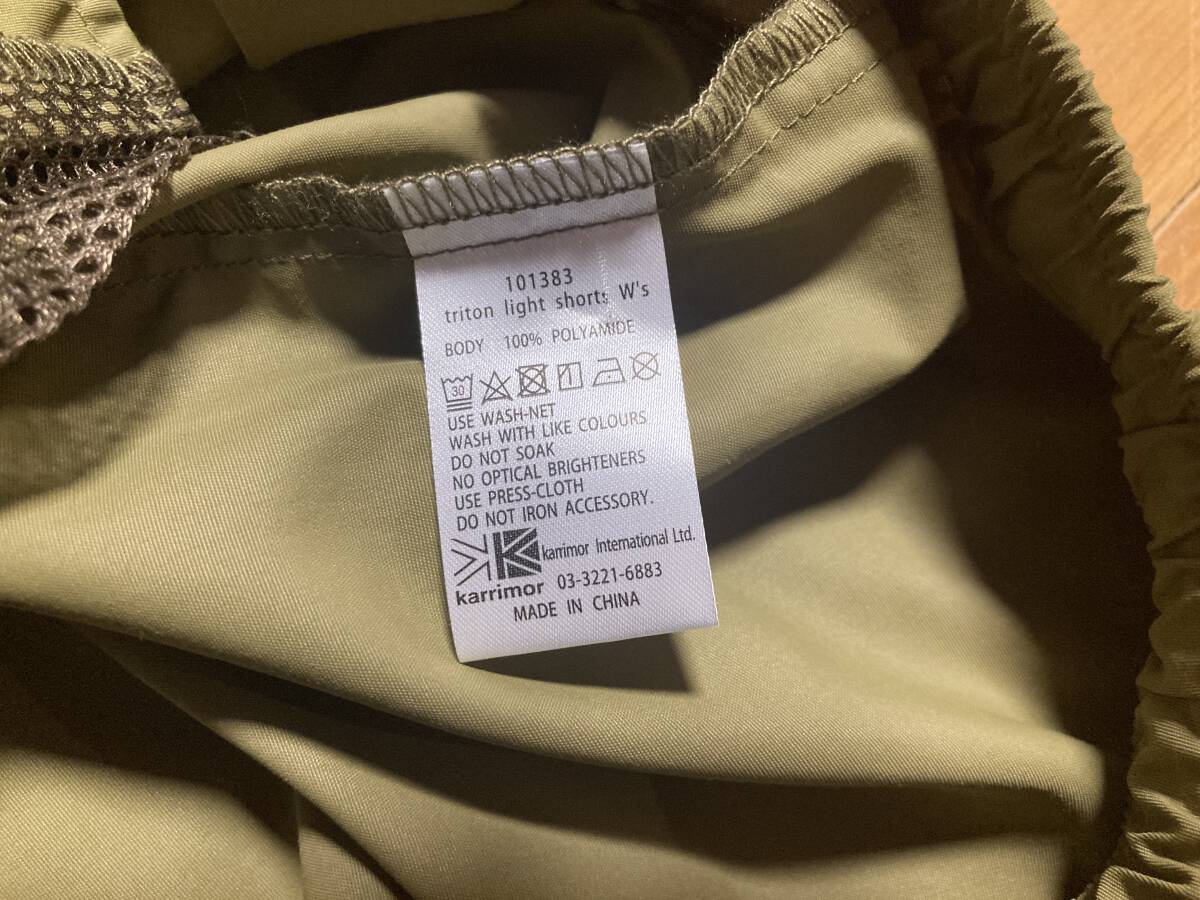 101383
triton light shorts W's
BODY 100% POLYAMIDE
30
USE WASH-NET
WASH WITH LIKE COLOURS
DO NOT SOAK
NO OPTICAL BRIGHTENERS
USE PRESS-CLOTH
DO NOT IRON ACCESSORY.
karrimor International Ltd.
karrimor 03-3221-6883
MADE IN CHINA